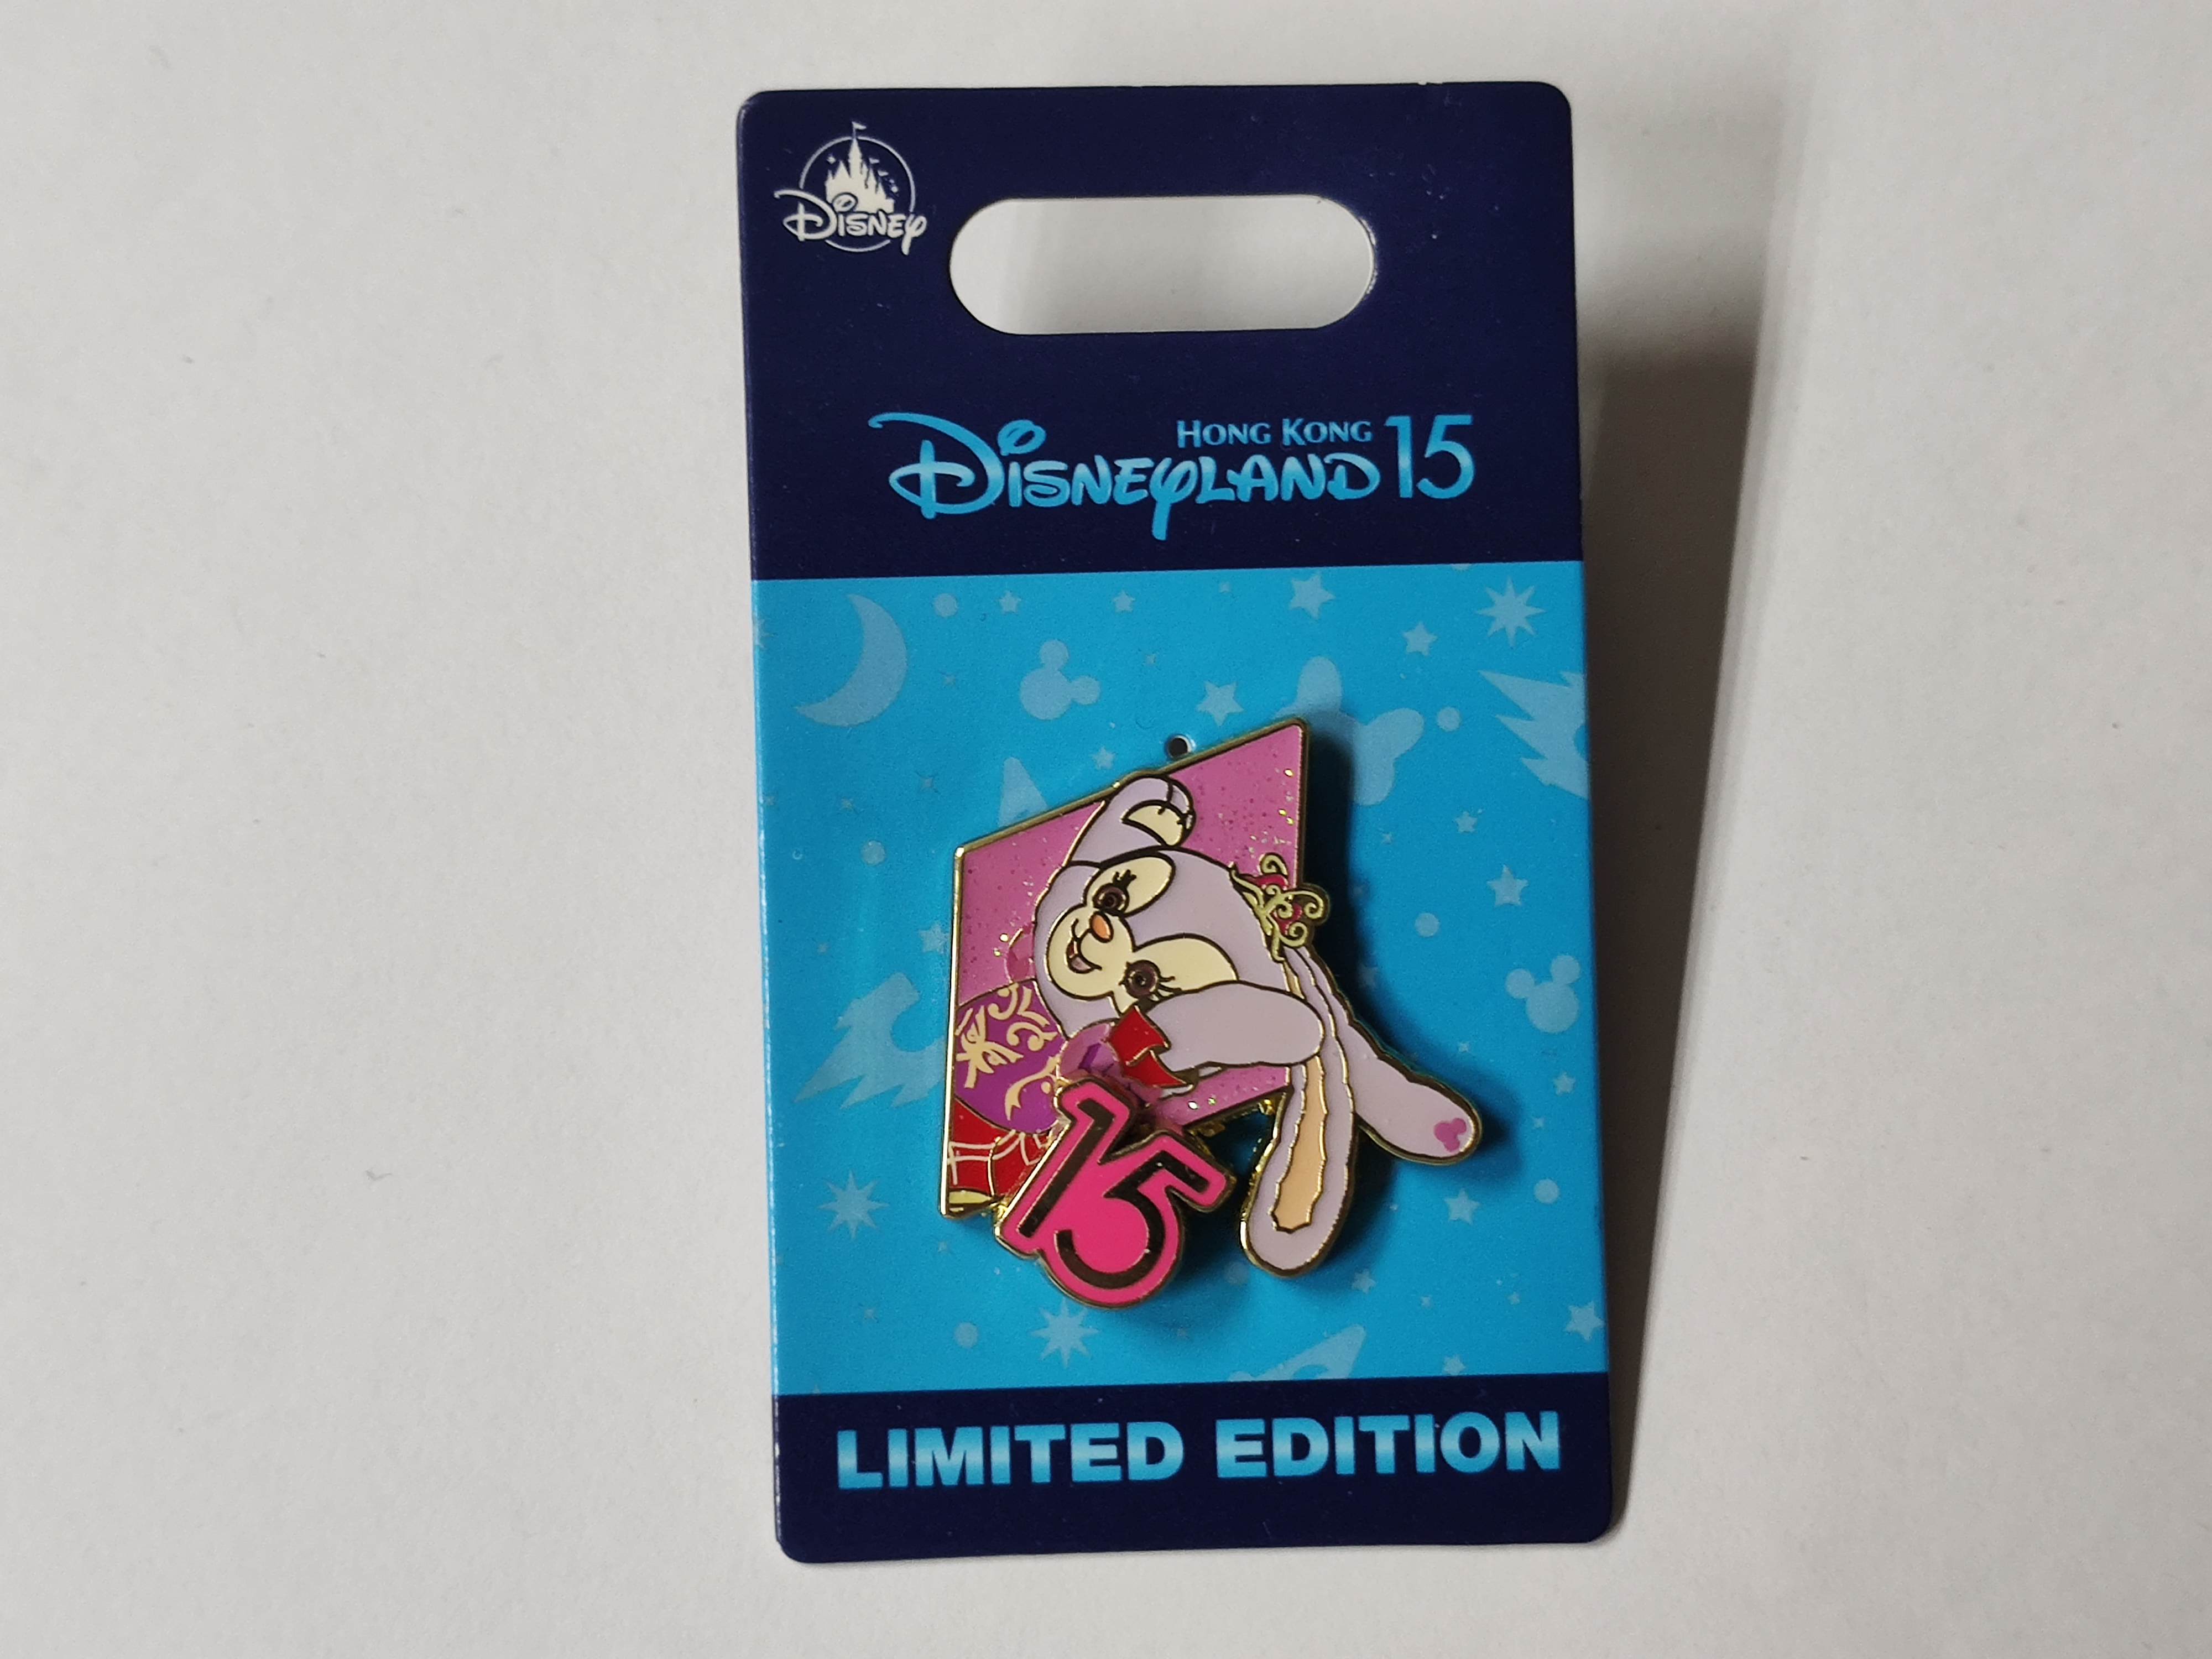 Disney
HONG KONG
Disneyland 15
15
LIMITED EDITION